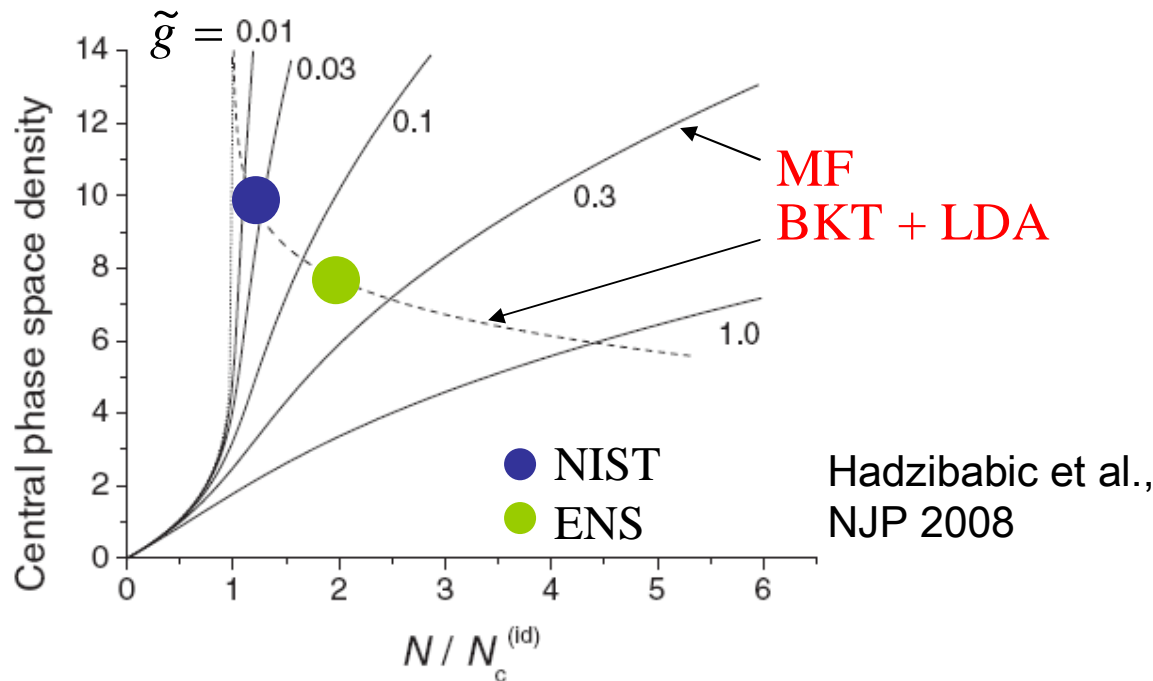 g̃ = 0.01
0.03
0.1
0.3
1.0
MF
BKT + LDA
Central phase space density
14
12
10
8
6
4
2
0
0 1 2 3 4 5 6
N / N_c^(id)
NIST
ENS
Hadzibabic et al.,
NJP 2008